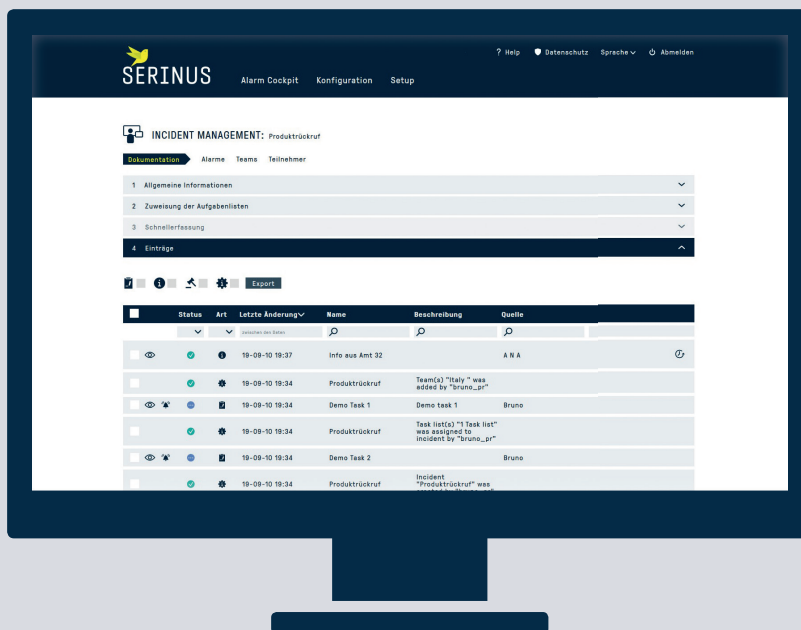 ? Help Datenschutz Sprache Abmelden
SERINUS
Alarm Cockpit Konfiguration Setup
INCIDENT MANAGEMENT: Produktrückruf
Dokumentation Alarme Teams Teilnehmer
1 Allgemeine Informationen
2 Zuweisung der Aufgabenlisten
3 Schnellerfassung
4 Einträge
Export
Status Art Letzte Änderung Name Beschreibung Quelle
zwischen den Daten
19-09-10 19:37 Info aus Amt 32 A N A
19-09-10 19:34 Produktrückruf Team(s) "Italy " was
added by "bruno_pr"
19-09-10 19:34 Demo Task 1 Demo task 1 Bruno
Task list(s) "1 Task list"
19-09-10 19:34 Produktrückruf was assigned to
incident by "bruno_pr"
19-09-10 19:34 Demo Task 2 Bruno
Incident
19-09-10 19:34 Produktrückruf "Produktrückruf" was